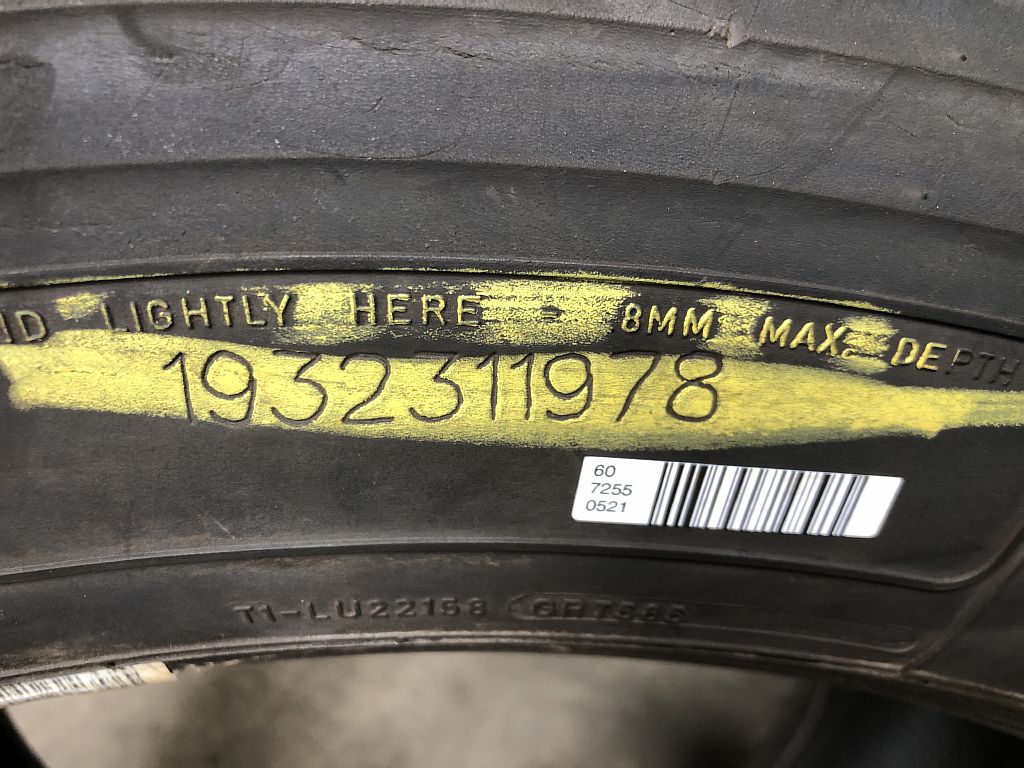 LIGHTLY HERE 8MM MAX. DEPTH
1932311978
60
7255
0521
T1-LU22158